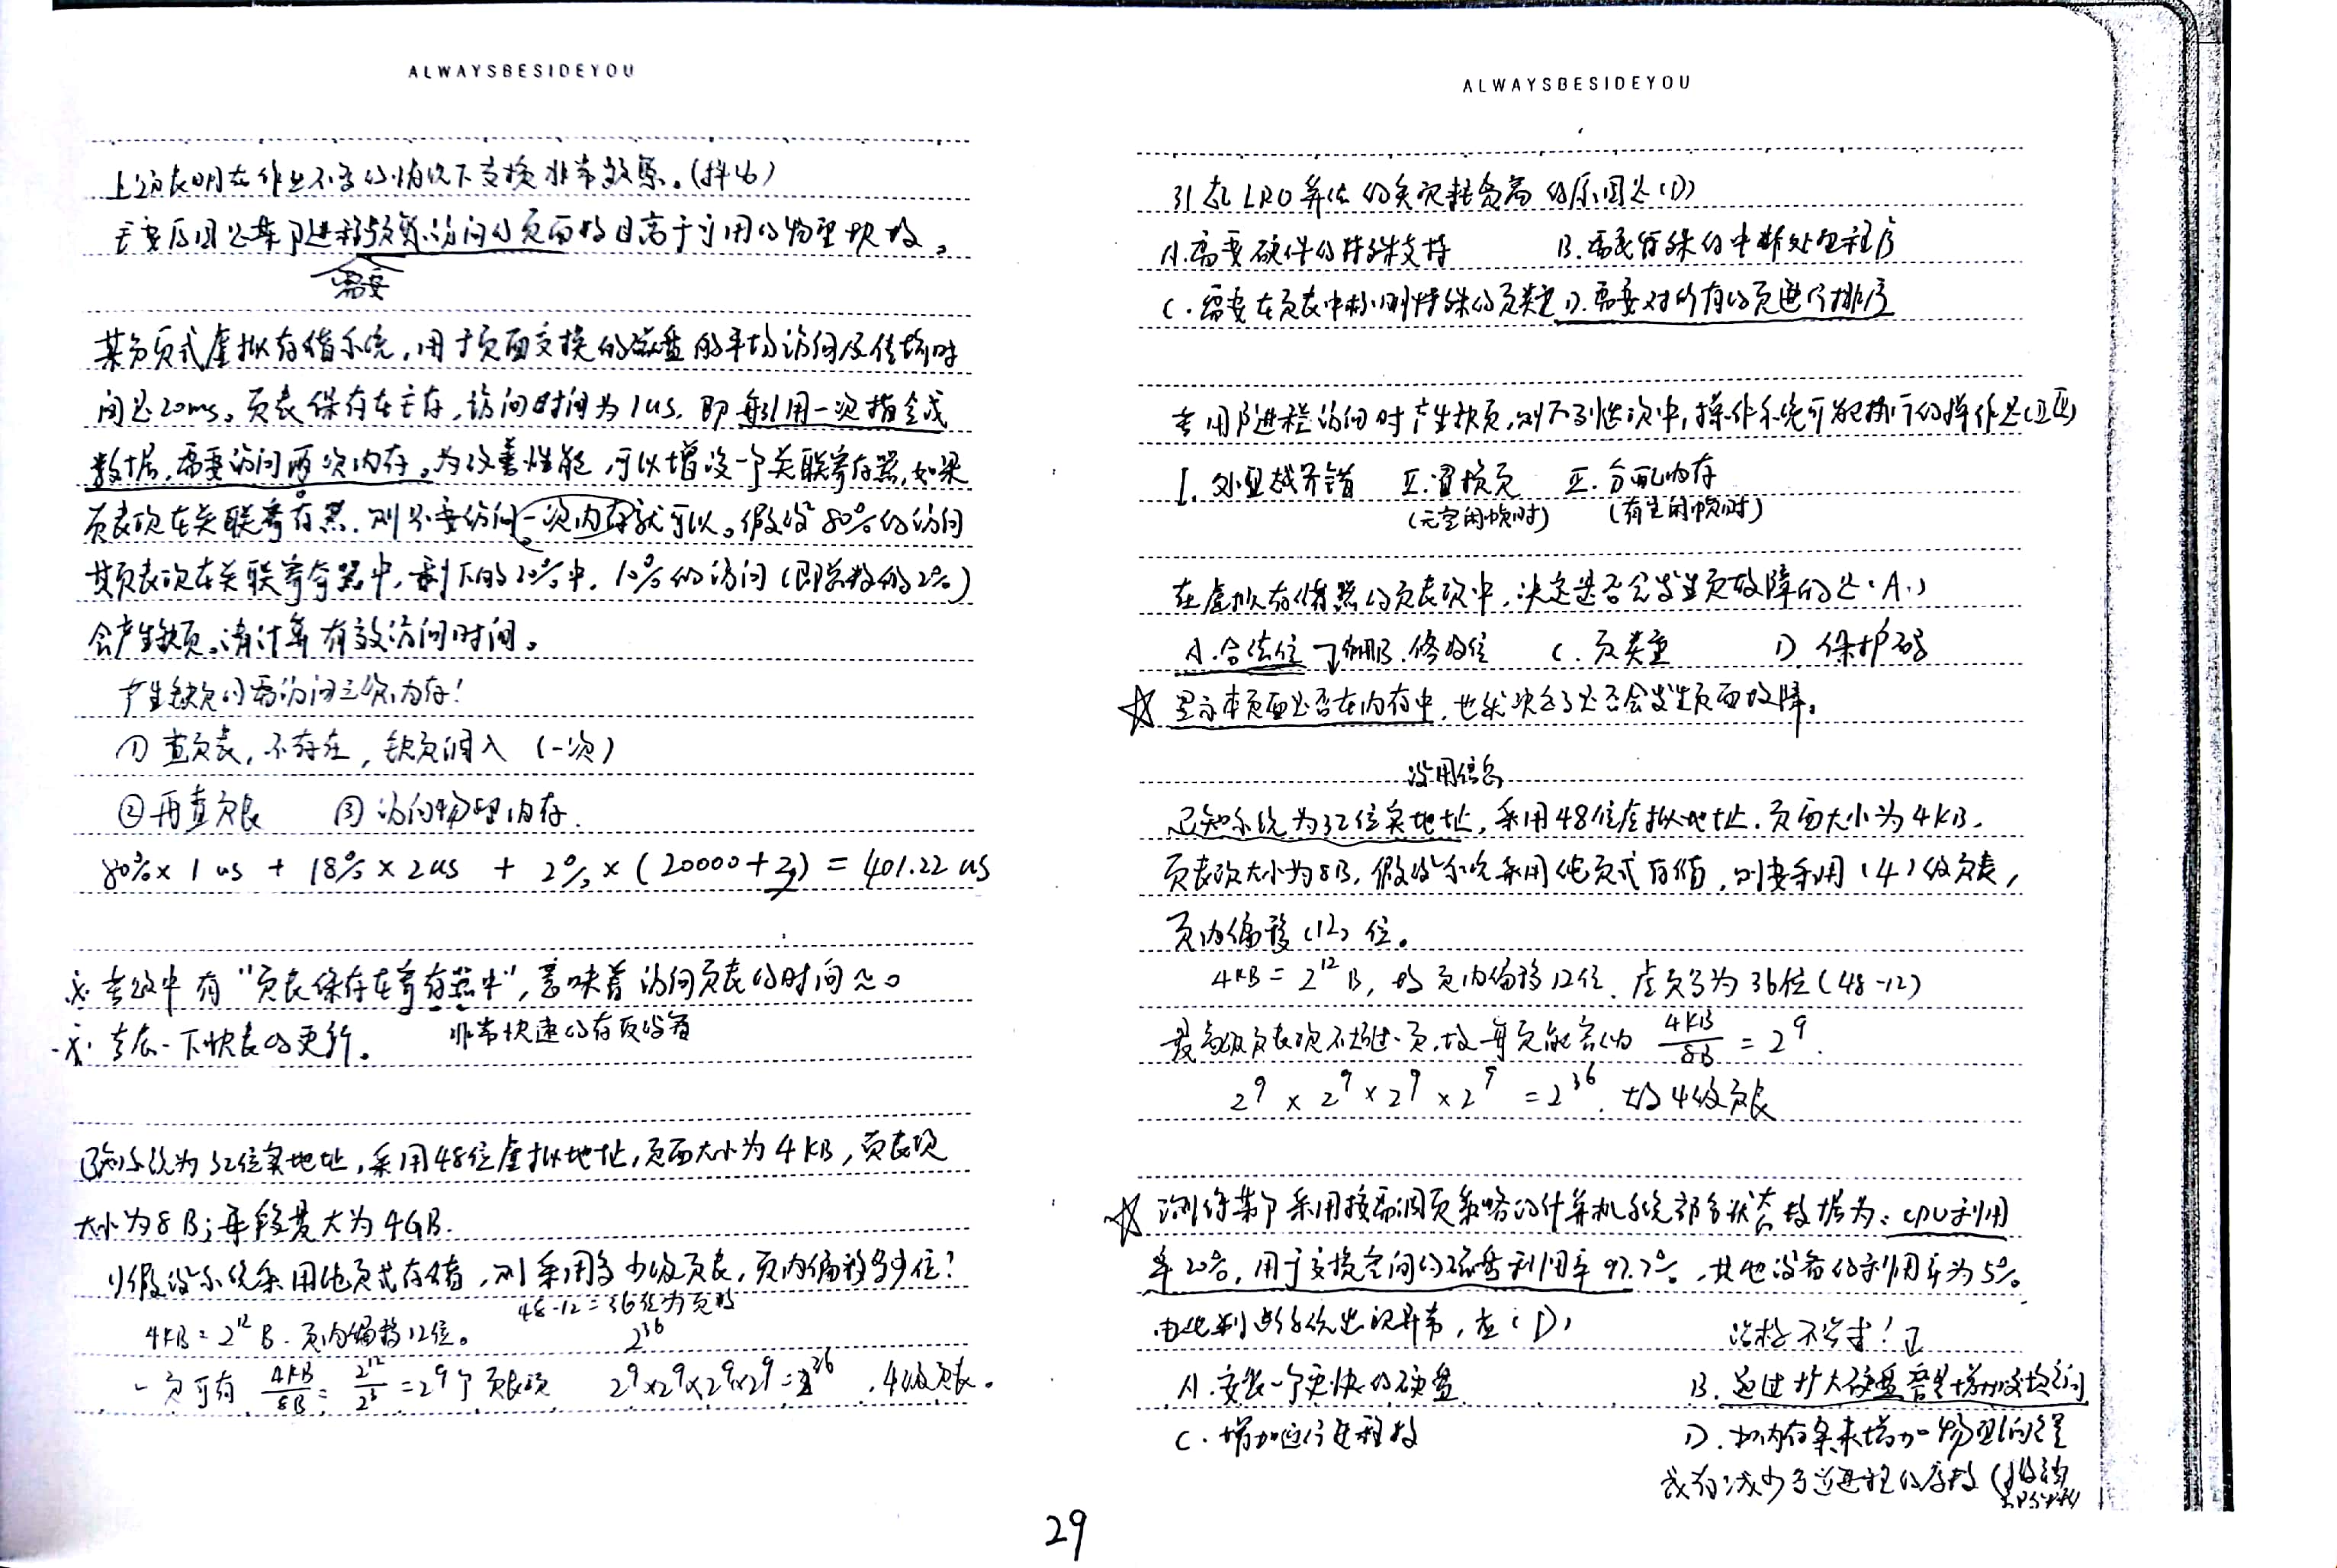 ALWAYSBESIDEYOU
上次表明在作业不多的情况下交换非常频繁。(抖动)
主要原因是某个进程频繁访问的页面数目高于可用的物理块数。
需要
某分页式虚拟存储系统,用于页面交换的磁盘的平均访问及传输时
间是20ms。页表保存在主存,访问时间为1us,即每引用一次指令或
数据,需要访问两次内存。为改善性能,可以增设一个关联寄存器,如果
页表项在关联寄存器,则只要访问一次内存就可以。假设80%的访问
其页表项在关联寄存器中,剩下的20%中,10%的访问(即总数的2%)
会产生缺页。请计算有效访问时间。
产生缺页时需访问三次内存!
① 查页表,不存在,缺页调入 (一次)
② 再查页表 ③ 访问物理内存.
80%×1us + 18%×2us + 2%×(20000+3) = 401.22us
若题中有“页表保存在寄存器中”,意味着访问页表的时间≈0
非常快速的存取设备
考虑一下快表的更新。
已知系统为32位实地址,采用48位虚拟地址,页面大小为4KB,页表项
大小为8B;每段最大为4GB.
1)假设系统采用纯页式存储,则采用多少级页表,页内偏移多少位?
48-12=36位为页数
4KB=2^12 B. 页内偏移12位。 2^36
一页可有 4KB/8B = 2^12/2^3 = 2^9个页表项 2^9×2^9×2^9×2^9=2^36 ,4级页表。
ALWAYSBESIDEYOU
引起LRU算法的实现耗费高的原因是(D)
A.需要硬件的特殊支持 B.需要特殊的中断处理程序
C.需要在页表中标明特殊的页类型 D.需要对所有的页进行排序
若用户进程访问时产生缺页,则下列选项中,操作系统可能执行的操作是
I.处理越界错 II.置换页 III.分配内存
(无空闲帧时) (有空闲帧时)
在虚拟存储器的页表项中,决定是否会发生页故障的是(A)
A.合法位 B.修改位 C.页类型 D.保护码
☆ 显示本页面是否在内存中,也就决定了是否会发生页面故障。
没用信息
已知系统为32位实地址,采用48位虚拟地址,页面大小为4KB,
页表项大小为8B,假设系统采用纯页式存储,则要采用(4)级页表,
页内偏移(12)位。
4KB=2^12 B,故页内偏移12位,虚页号为36位(48-12)
最高级页表项不超过一页,故每页能容纳 4KB/8B = 2^9.
2^9×2^9×2^9×2^9=2^36. 故4级页表
☆ 测得某个采用按需调页策略的计算机系统部分状态数据为:CPU利用
率20%,用于交换空间的磁盘利用率97.7%,其他设备的利用率为5%。
由此判断系统出现异常,应(D)
治标不治本!
A.安装一个更快的硬盘 B.通过扩大硬盘容量增加交换空间
C.增加运行进程数 D.加内存条来增加物理空间容量
或者减少多道进程的序数
29